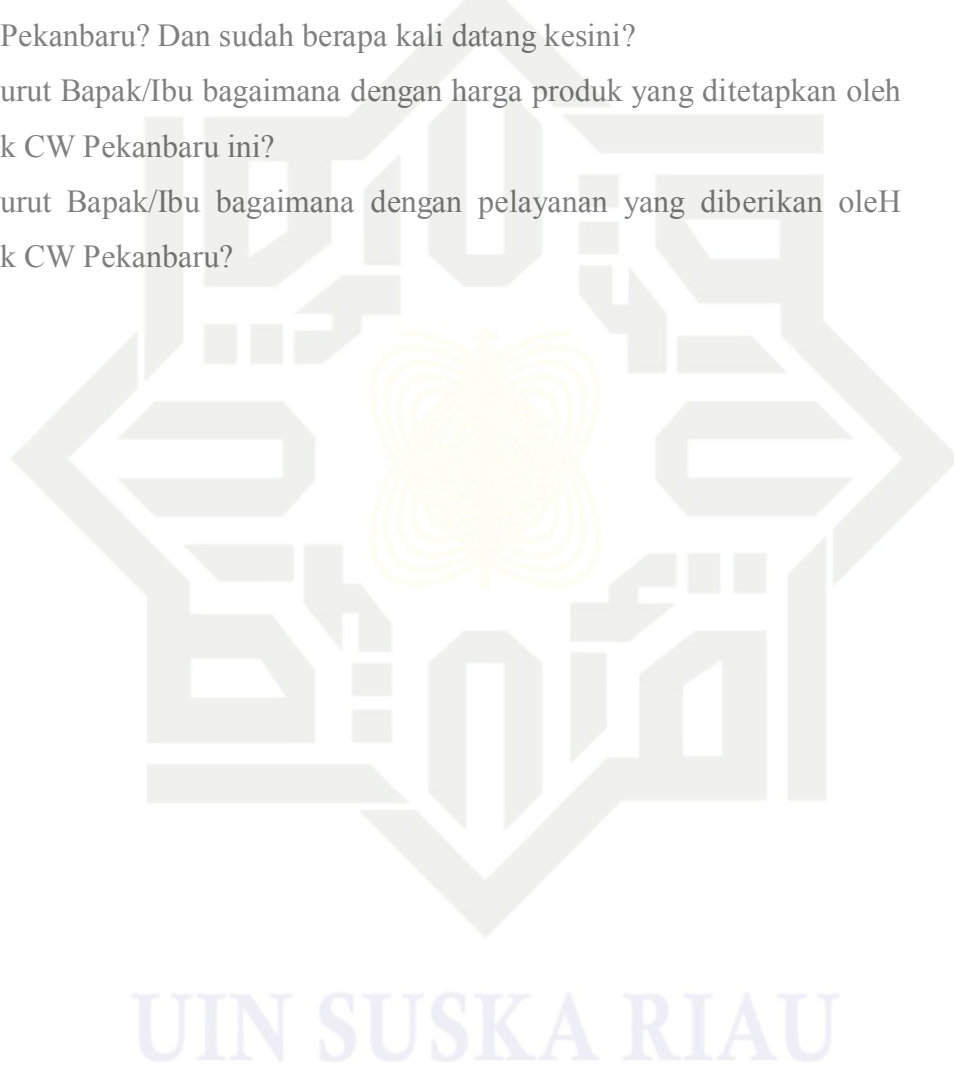 Pekanbaru? Dan sudah berapa kali datang kesini?
urut Bapak/Ibu bagaimana dengan harga produk yang ditetapkan oleh
k CW Pekanbaru ini?
urut Bapak/Ibu bagaimana dengan pelayanan yang diberikan oleH
k CW Pekanbaru?
UIN SUSKA RIAU